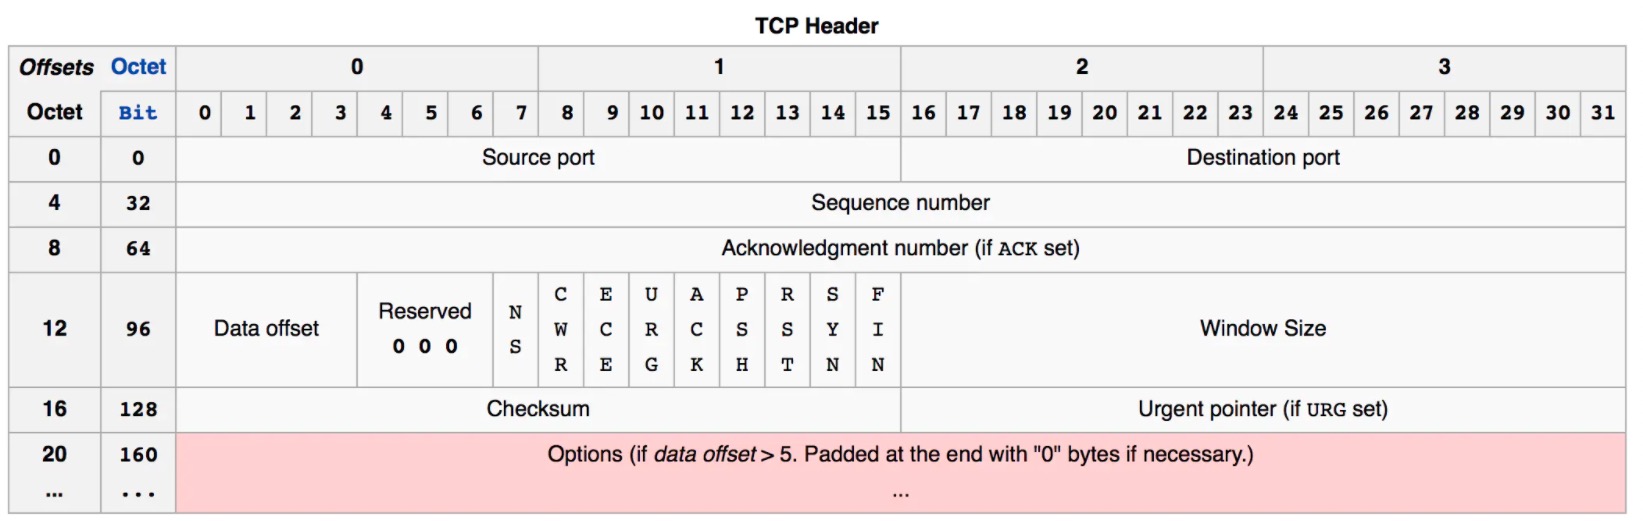 TCP Header
Offsets Octet 0 1 2 3
Octet Bit 0 1 2 3 4 5 6 7 8 9 10 11 12 13 14 15 16 17 18 19 20 21 22 23 24 25 26 27 28 29 30 31
0 0 Source port Destination port
4 32 Sequence number
8 64 Acknowledgment number (if ACK set)
12 96 Data offset Reserved 0 0 0 NS CWR ECE URG ACK PSH RST SYN FIN Window Size
16 128 Checksum Urgent pointer (if URG set)
20 160 Options (if data offset > 5. Padded at the end with "0" bytes if necessary.)
... ... ...